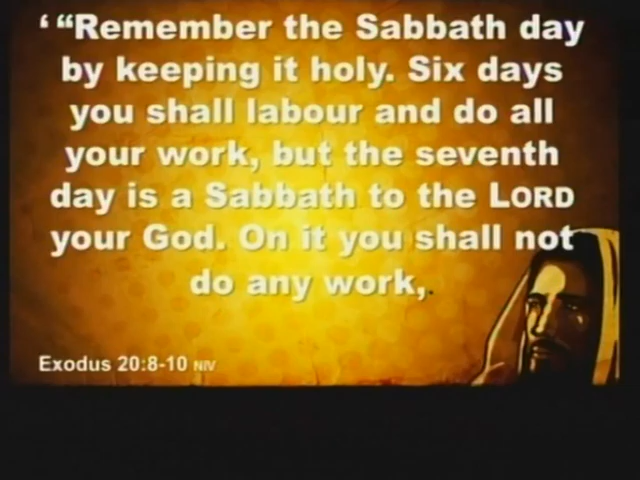 ‘ “Remember the Sabbath day
by keeping it holy. Six days
you shall labour and do all
your work, but the seventh
day is a Sabbath to the LORD
your God. On it you shall not
do any work,.
Exodus 20:8-10 NIV